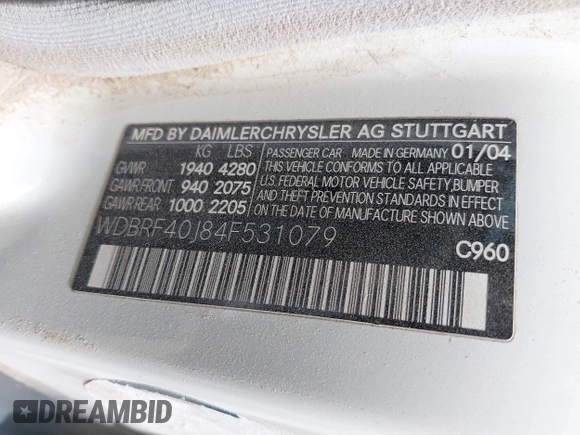 MFD BY DAIMLERCHRYSLER AG STUTTGART
KG LBS
GVWR 1940 4280
GAWR/FRONT 940 2075
GAWR/REAR 1000 2205
PASSENGER CAR MADE IN GERMANY 01/04
THIS VEHICLE CONFORMS TO ALL APPLICABLE
U.S. FEDERAL MOTOR VEHICLE SAFETY, BUMPER
AND THEFT PREVENTION STANDARDS IN EFFECT
ON THE DATE OF MANUFACTURE SHOWN ABOVE.
WDBRF40J84F531079
C960
DREAMBID